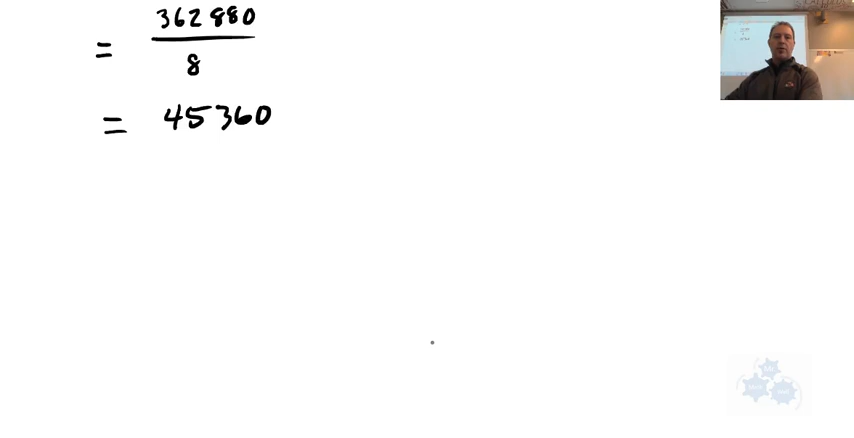 362880
=
8
= 45360